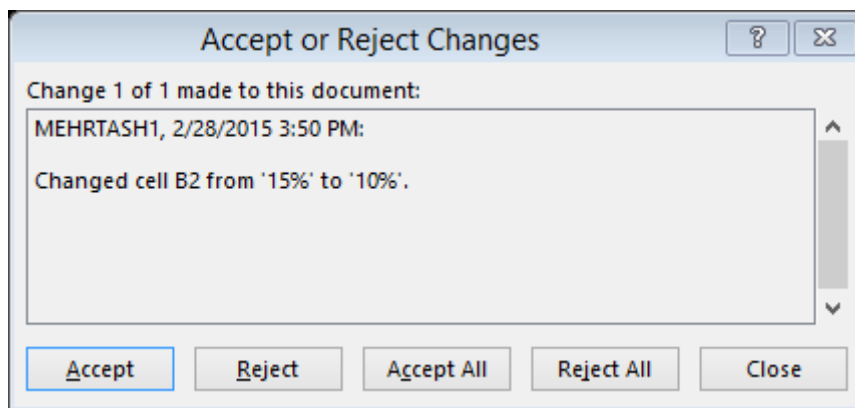 Accept or Reject Changes
Change 1 of 1 made to this document:
MEHRTASH1, 2/28/2015 3:50 PM:
Changed cell B2 from '15%' to '10%'.
Accept Reject Accept All Reject All Close